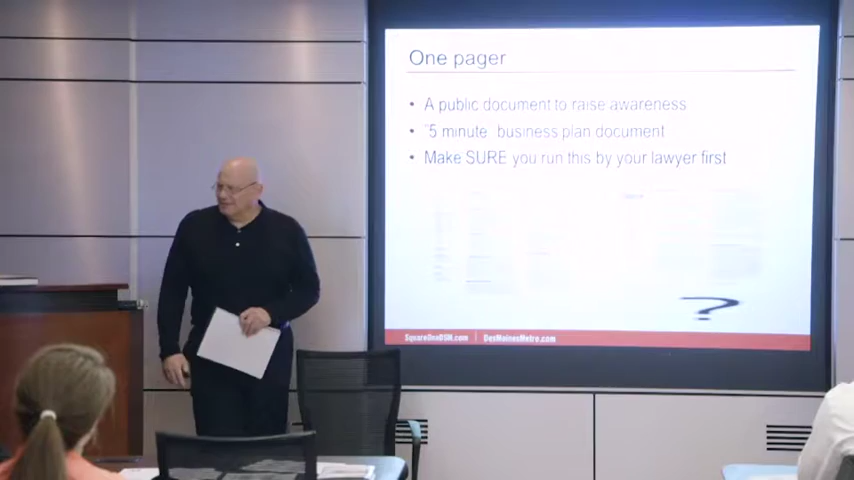 One pager
• A public document to raise awareness
• "5 minute" business plan document
• Make SURE you run this by your lawyer first
?
SquareOneDSM.com | DesMoinesMetro.com